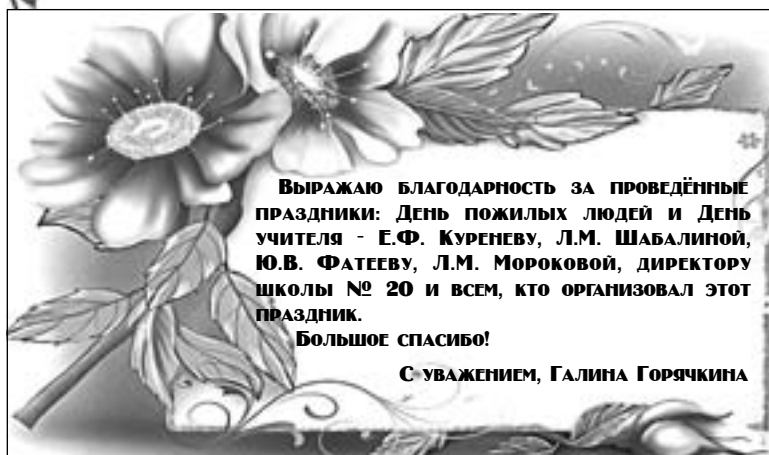 Выражаю благодарность за проведённые
праздники: День пожилых людей и День
учителя - Е.Ф. Куреневу, Л.М. Шабалиной,
Ю.В. Фатееву, Л.М. Мороковой, директору
школы № 20 и всем, кто организовал этот
праздник.
Большое спасибо!
С уважением, Галина Горячкина